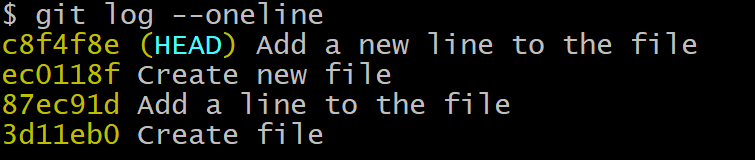 $ git log --oneline
c8f4f8e (HEAD) Add a new line to the file
ec0118f Create new file
87ec91d Add a line to the file
3d11eb0 Create file